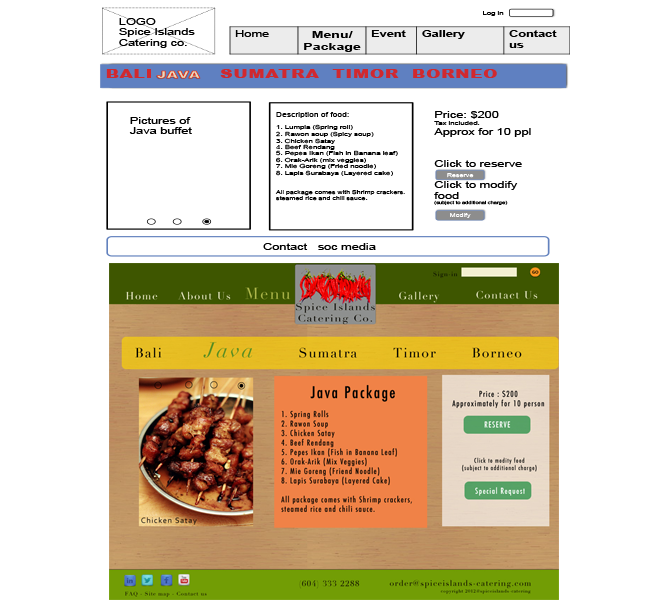 Log in
LOGO
Spice Islands
Catering co.
Home
Menu/
Package
Event
Gallery
Contact
us
BALI JAVA SUMATRA TIMOR BORNEO
Pictures of
Java buffet
Description of food:
1. Lumpia (Spring roll)
2. Rawon soup (Spicy soup)
3. Chicken Satay
4. Beef Rendang
5. Pepes Ikan (Fish in Banana leaf)
6. Orak-Arik (mix veggies)
7. Mie Goreng (Fried noodle)
8. Lapis Surabaya (Layered cake)
All package comes with Shrimp crackers.
steamed rice and chili sauce.
Price: $200
Tax included.
Approx for 10 ppl
Click to reserve
Reserve
Click to modify
food
(subject to additional charge)
Modify
Contact soc media
Sign in
GO
Home About Us Menu
Spice Islands
Catering Co.
Gallery Contact Us
Bali Java Sumatra Timor Borneo
Chicken Satay
Java Package
1. Spring Rolls
2. Rawon Soup
3. Chicken Satay
4. Beef Rendang
5. Pepes Ikan (Fish in Banana Leaf)
6. Orak-Arik (Mix Veggies)
7. Mie Goreng (Friend Noodle)
8. Lapis Surabaya (Layered Cake)
All package comes with Shrimp crackers,
steamed rice and chili sauce.
Price : $200
Approximately for 10 person
RESERVE
Click to modity food
(subject to additional charge)
Special Request
in
f
You
FAQ - Site map - Contact us
(604) 333 2288
order@spiceislands-catering.com
copyright 2012@spiceislands catering